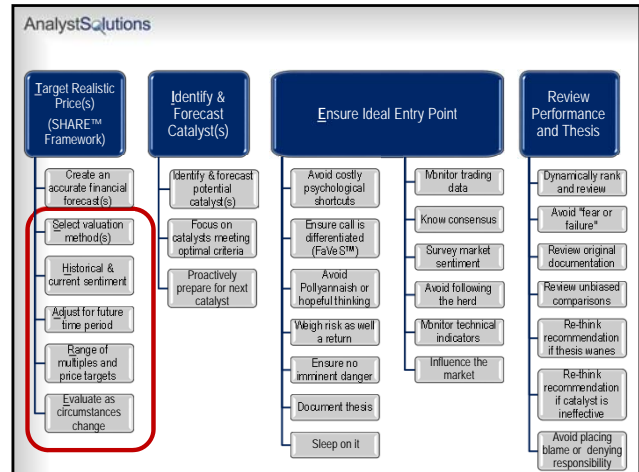 AnalystSolutions
Target Realistic
Price(s)
(SHARE™
Framework)
Create an
accurate financial
forecast(s)
Select valuation
method(s)
Historical &
current sentiment
Adjust for future
time period
Range of
multiples and
price targets
Evaluate as
circumstances
change
Identify &
Forecast
Catalyst(s)
Identify & forecast
potential
catalyst(s)
Focus on
catalysts meeting
optimal criteria
Proactively
prepare for next
catalyst
Ensure Ideal Entry Point
Avoid costly
psychological
shortcuts
Ensure call is
differentiated
(FaVeS™)
Avoid
Pollyannaish or
hopeful thinking
Weigh risk as well
a return
Ensure no
imminent danger
Document thesis
Sleep on it
Monitor trading
data
Know consensus
Survey market
sentiment
Avoid following
the herd
Monitor technical
indicators
Influence the
market
Review
Performance
and Thesis
Dynamically rank
and review
Avoid "fear or
failure"
Review original
documentation
Review unbiased
comparisons
Re-think
recommendation
if thesis wanes
Re-think
recommendation
if catalyst is
ineffective
Avoid placing
blame or denying
responsibility